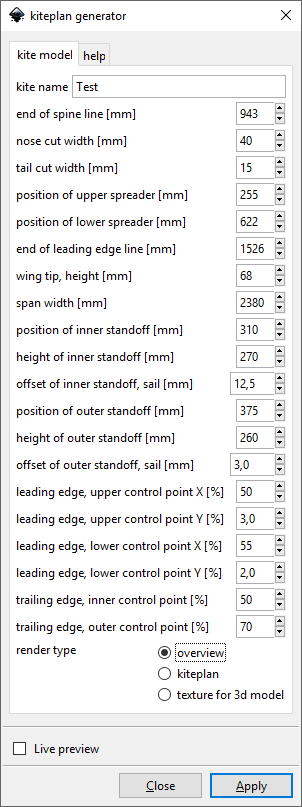 kiteplan generator
kite model help
kite name Test
end of spine line [mm] 943
nose cut width [mm] 40
tail cut width [mm] 15
position of upper spreader [mm] 255
position of lower spreader [mm] 622
end of leading edge line [mm] 1526
wing tip, height [mm] 68
span width [mm] 2380
position of inner standoff [mm] 310
height of inner standoff [mm] 270
offset of inner standoff, sail [mm] 12,5
position of outer standoff [mm] 375
height of outer standoff [mm] 260
offset of outer standoff, sail [mm] 3,0
leading edge, upper control point X [%] 50
leading edge, upper control point Y [%] 3,0
leading edge, lower control point X [%] 55
leading edge, lower control point Y [%] 2,0
trailing edge, inner control point [%] 50
trailing edge, outer control point [%] 70
render type overview
kiteplan
texture for 3d model
Live preview
Close Apply